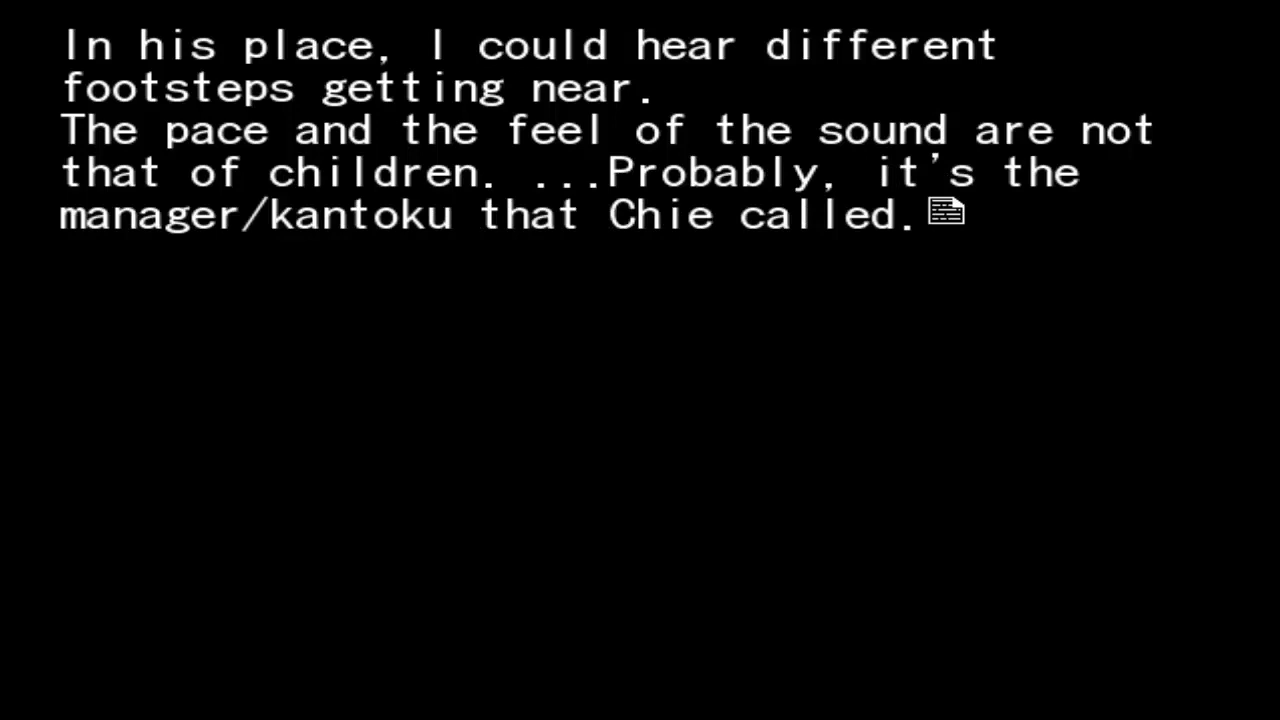 In his place, I could hear different
footsteps getting near.
The pace and the feel of the sound are not
that of children. ...Probably, it's the
manager/kantoku that Chie called.